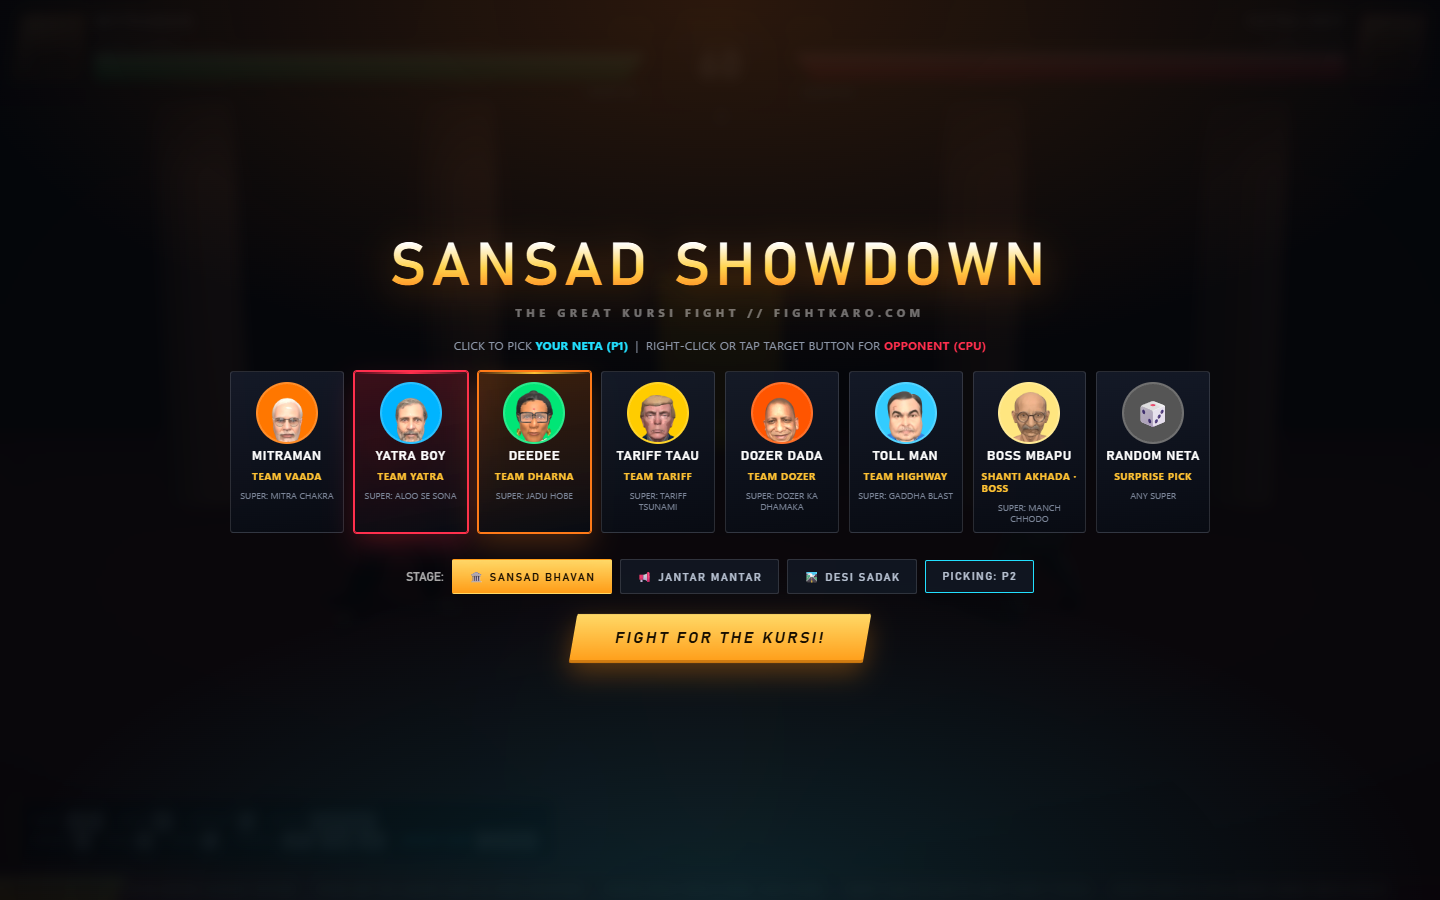 SANSAD SHOWDOWN
THE GREAT KURSI FIGHT // FIGHTKARO.COM
CLICK TO PICK YOUR NETA (P1) | RIGHT-CLICK OR TAP TARGET BUTTON FOR OPPONENT (CPU)
MITRAMAN
TEAM VAADA
SUPER: MITRA CHAKRA
YATRA BOY
TEAM YATRA
SUPER: ALOO SE SONA
DEEDEE
TEAM DHARNA
SUPER: JADU HOBE
TARIFF TAAU
TEAM TARIFF
SUPER: TARIFF
TSUNAMI
DOZER DADA
TEAM DOZER
SUPER: DOZER KA
DHAMAKA
TOLL MAN
TEAM HIGHWAY
SUPER: GADDHA BLAST
BOSS MBAPU
SHANTI AKHADA ·
BOSS
SUPER: MANCH
CHHODO
RANDOM NETA
SURPRISE PICK
ANY SUPER
STAGE: SANSAD BHAVAN JANTAR MANTAR DESI SADAK PICKING: P2
FIGHT FOR THE KURSI!